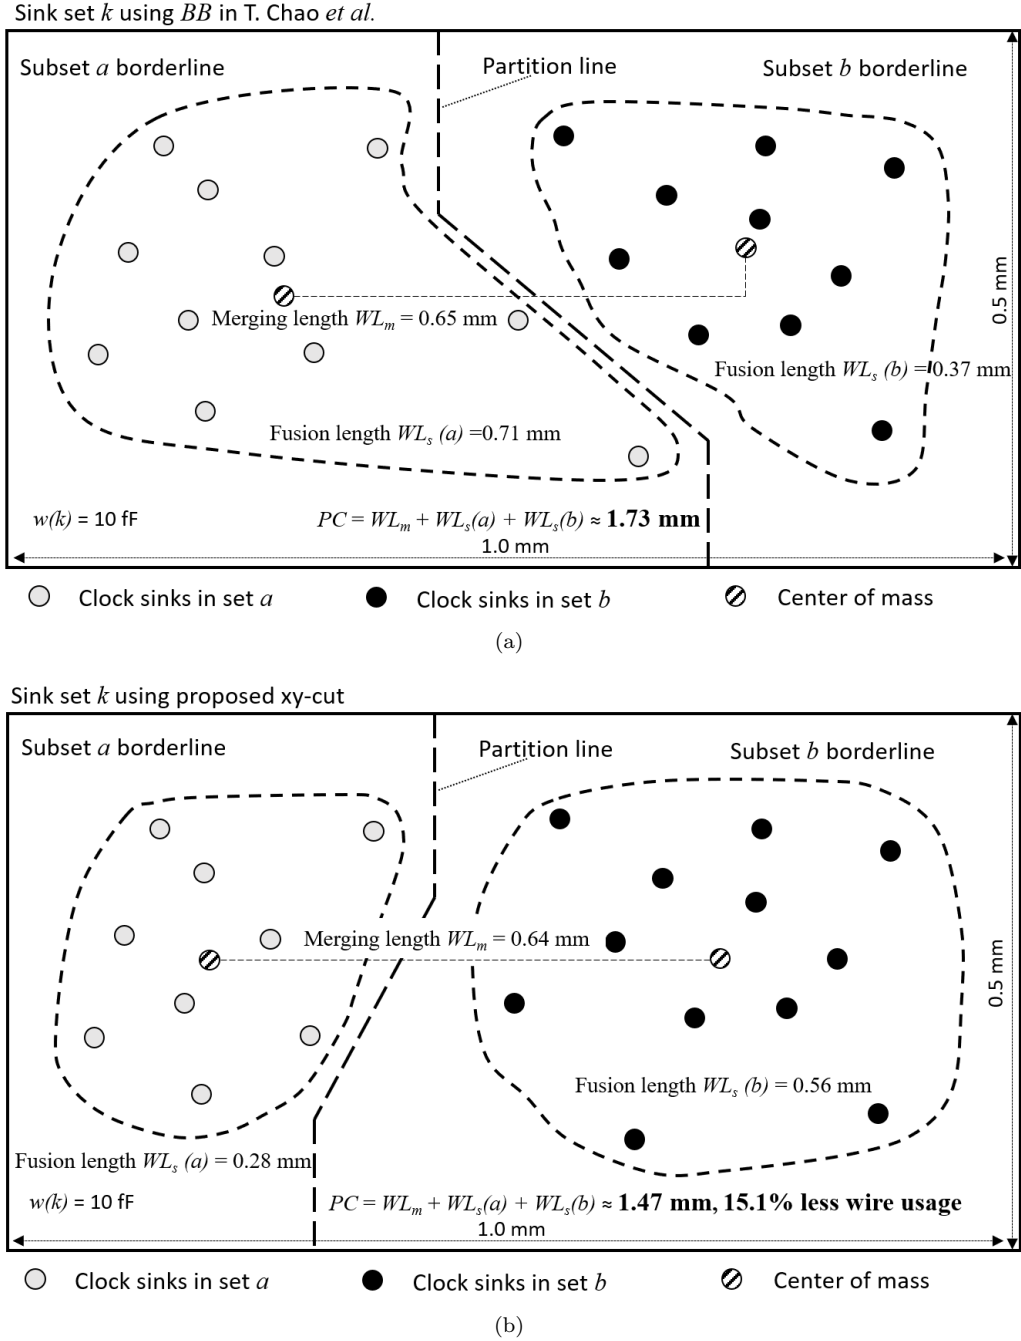 Sink set k using BB in T. Chao et al.
Subset a borderline
Partition line
Subset b borderline
0.5 mm
Merging length WLm = 0.65 mm
Fusion length WLs (b) = 0.37 mm
Fusion length WLs (a) =0.71 mm
w(k) = 10 fF
PC = WLm + WLs(a) + WLs(b) ≈ 1.73 mm
1.0 mm
Clock sinks in set a
Clock sinks in set b
Center of mass
(a)
Sink set k using proposed xy-cut
Subset a borderline
Partition line
Subset b borderline
Merging length WLm = 0.64 mm
0.5 mm
Fusion length WLs (b) = 0.56 mm
Fusion length WLs (a) = 0.28 mm
w(k) = 10 fF
PC = WLm + WLs(a) + WLs(b) ≈ 1.47 mm, 15.1% less wire usage
1.0 mm
Clock sinks in set a
Clock sinks in set b
Center of mass
(b)